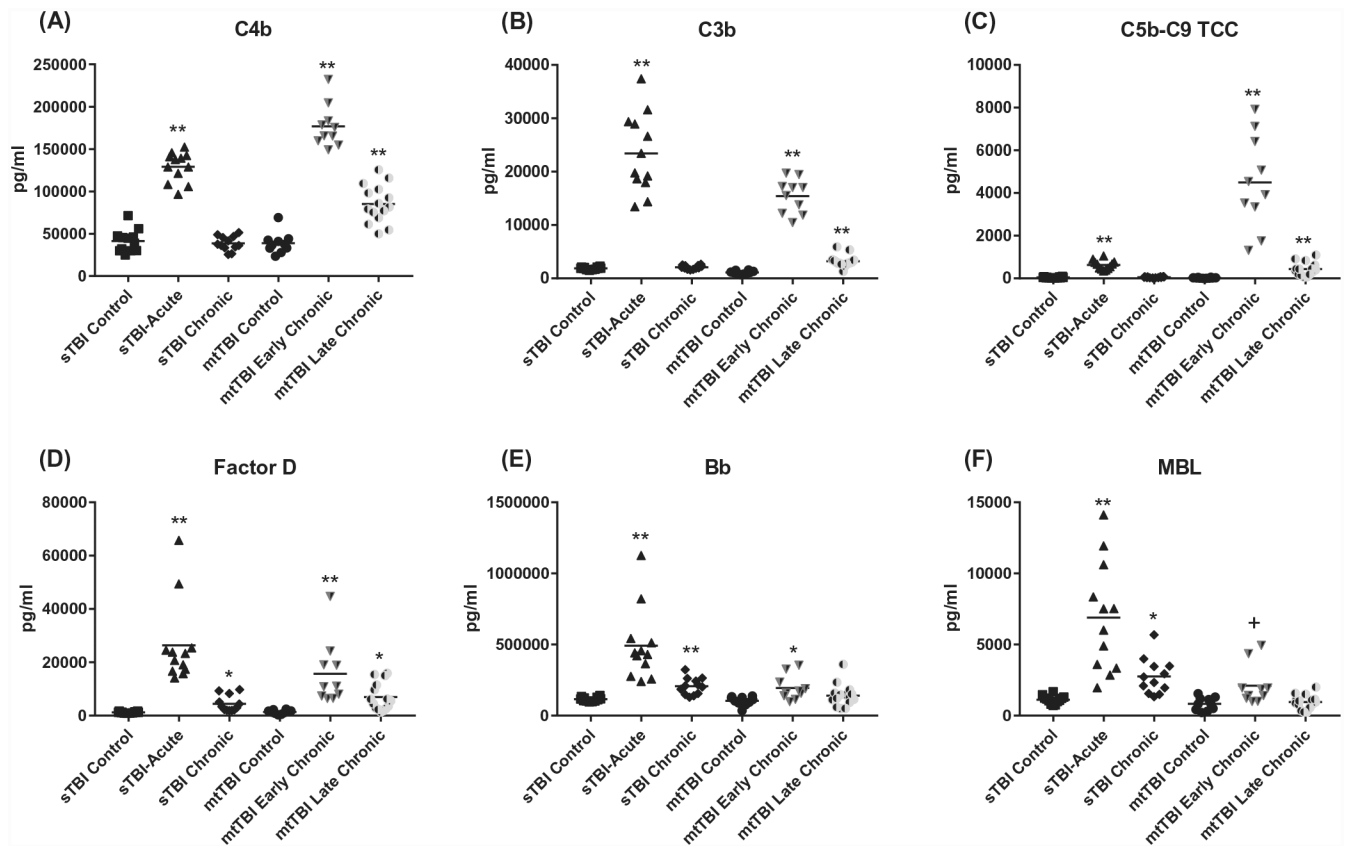 (A)
C4b
pg/ml
250000
200000
150000
100000
50000
0
**
**
**
sTBI Control
sTBI-Acute
sTBI Chronic
mtTBI Control
mtTBI Early Chronic
mtTBI Late Chronic
(B)
C3b
pg/ml
40000
30000
20000
10000
0
**
**
**
sTBI Control
sTBI-Acute
sTBI Chronic
mtTBI Control
mtTBI Early Chronic
mtTBI Late Chronic
(C)
C5b-C9 TCC
pg/ml
10000
8000
6000
4000
2000
0
**
**
**
sTBI Control
sTBI-Acute
sTBI Chronic
mtTBI Control
mtTBI Early Chronic
mtTBI Late Chronic
(D)
Factor D
pg/ml
80000
60000
40000
20000
0
**
*
**
*
sTBI Control
sTBI-Acute
sTBI Chronic
mtTBI Control
mtTBI Early Chronic
mtTBI Late Chronic
(E)
Bb
pg/ml
1500000
1000000
500000
0
**
**
*
sTBI Control
sTBI-Acute
sTBI Chronic
mtTBI Control
mtTBI Early Chronic
mtTBI Late Chronic
(F)
MBL
pg/ml
15000
10000
5000
0
**
*
+
sTBI Control
sTBI-Acute
sTBI Chronic
mtTBI Control
mtTBI Early Chronic
mtTBI Late Chronic